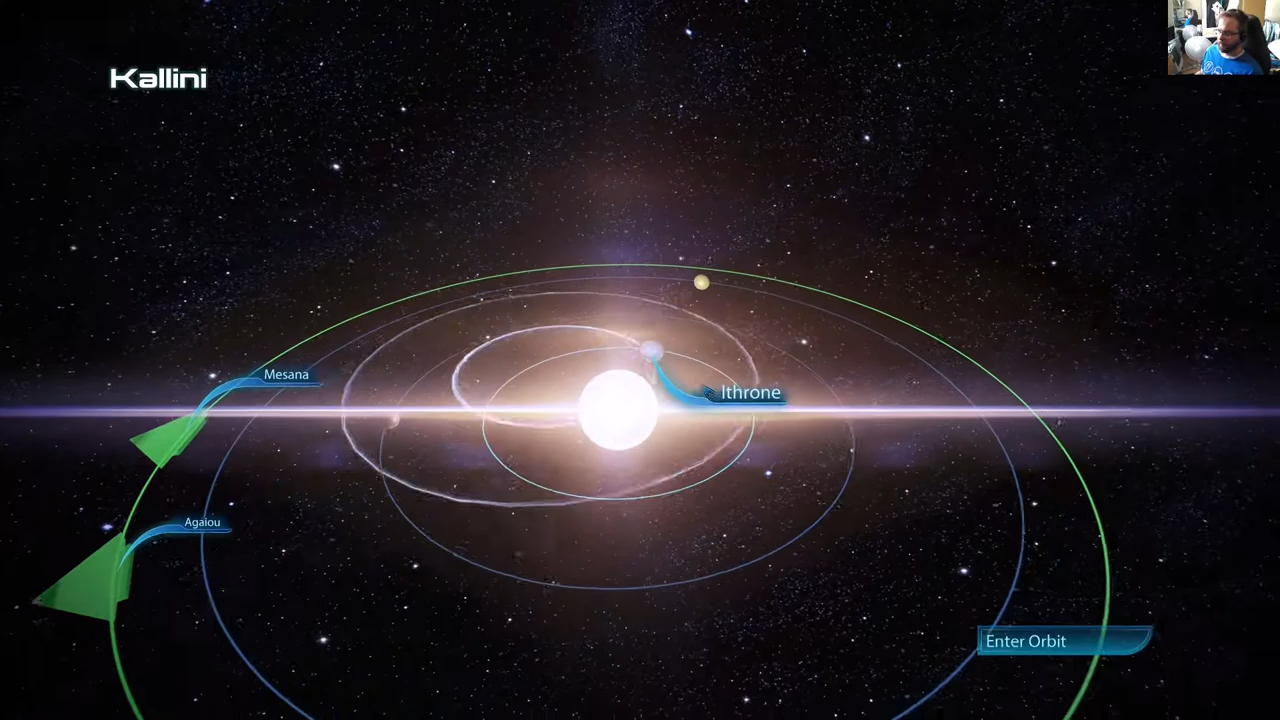 Kallini
Mesana
Ithrone
Agaiou
Enter Orbit